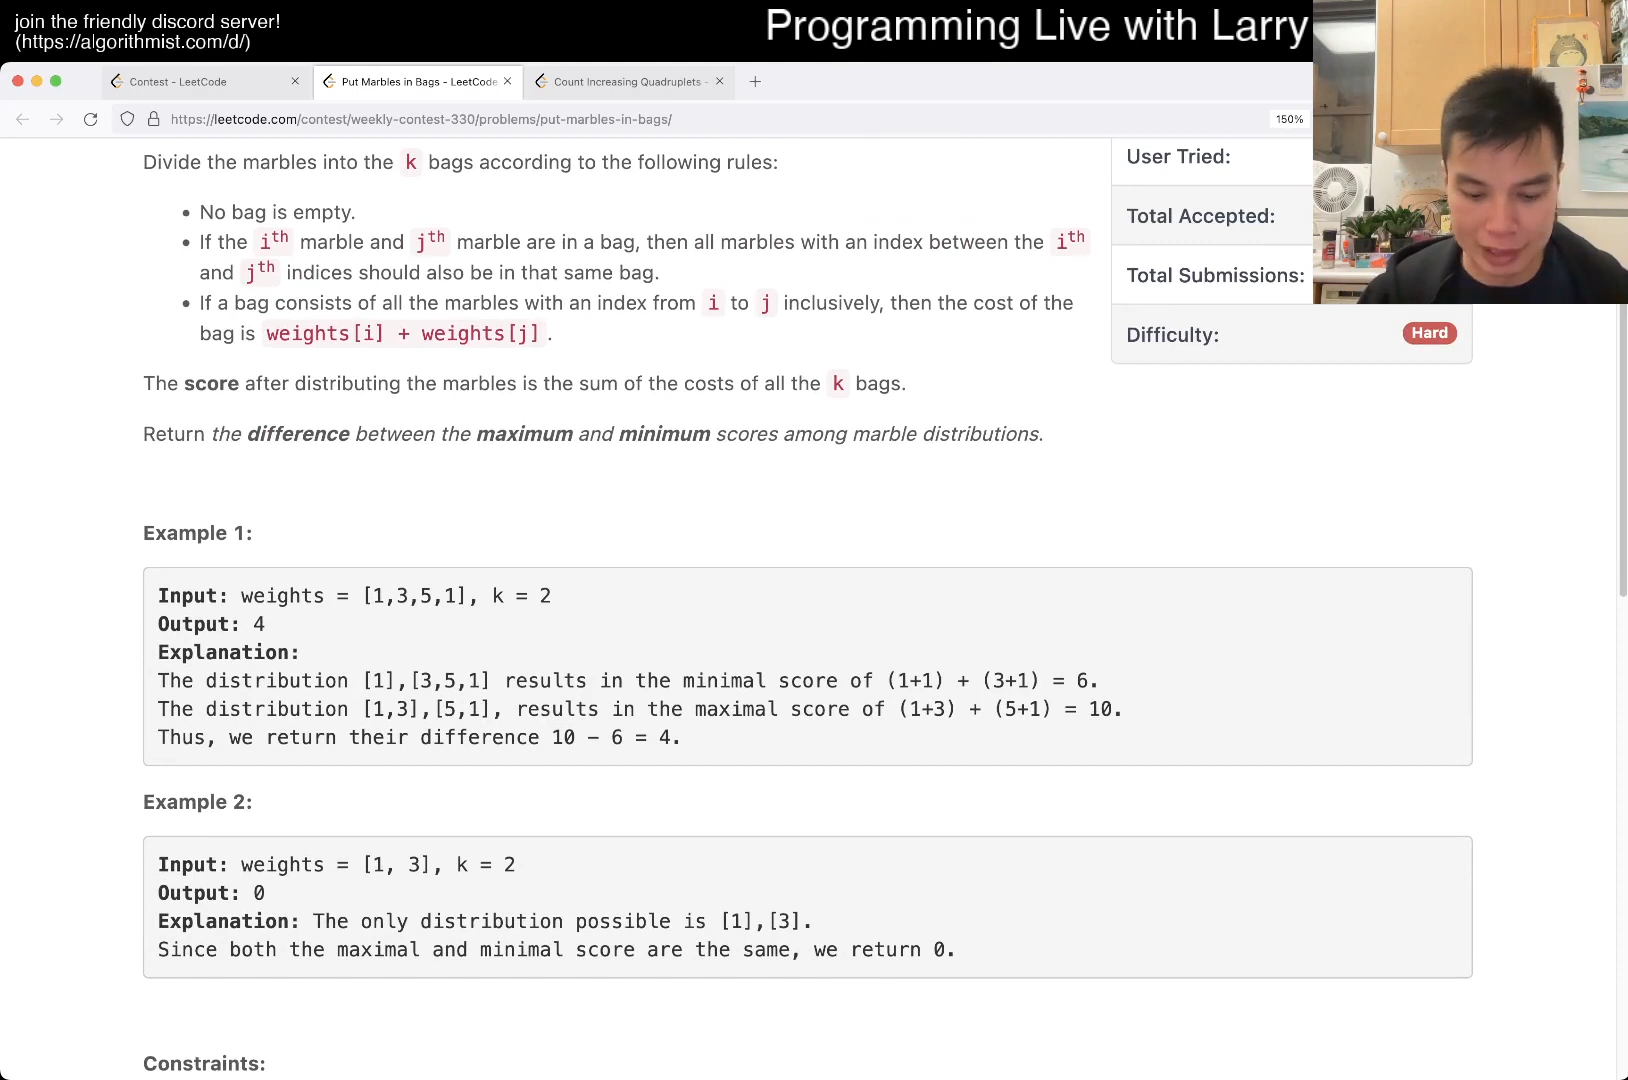 join the friendly discord server!
(https://algorithmist.com/d/)
Programming Live with Larry
Contest - LeetCode
Put Marbles in Bags - LeetCode
Count Increasing Quadruplets -
https://leetcode.com/contest/weekly-contest-330/problems/put-marbles-in-bags/
150%
Divide the marbles into the k bags according to the following rules:
• No bag is empty.
• If the ith marble and jth marble are in a bag, then all marbles with an index between the ith
and jth indices should also be in that same bag.
• If a bag consists of all the marbles with an index from i to j inclusively, then the cost of the
bag is weights[i] + weights[j].
The score after distributing the marbles is the sum of the costs of all the k bags.
Return the difference between the maximum and minimum scores among marble distributions.
User Tried:
Total Accepted:
Total Submissions:
Difficulty:
Hard
Example 1:
Input: weights = [1,3,5,1], k = 2
Output: 4
Explanation:
The distribution [1],[3,5,1] results in the minimal score of (1+1) + (3+1) = 6.
The distribution [1,3],[5,1], results in the maximal score of (1+3) + (5+1) = 10.
Thus, we return their difference 10 - 6 = 4.
Example 2:
Input: weights = [1, 3], k = 2
Output: 0
Explanation: The only distribution possible is [1],[3].
Since both the maximal and minimal score are the same, we return 0.
Constraints: